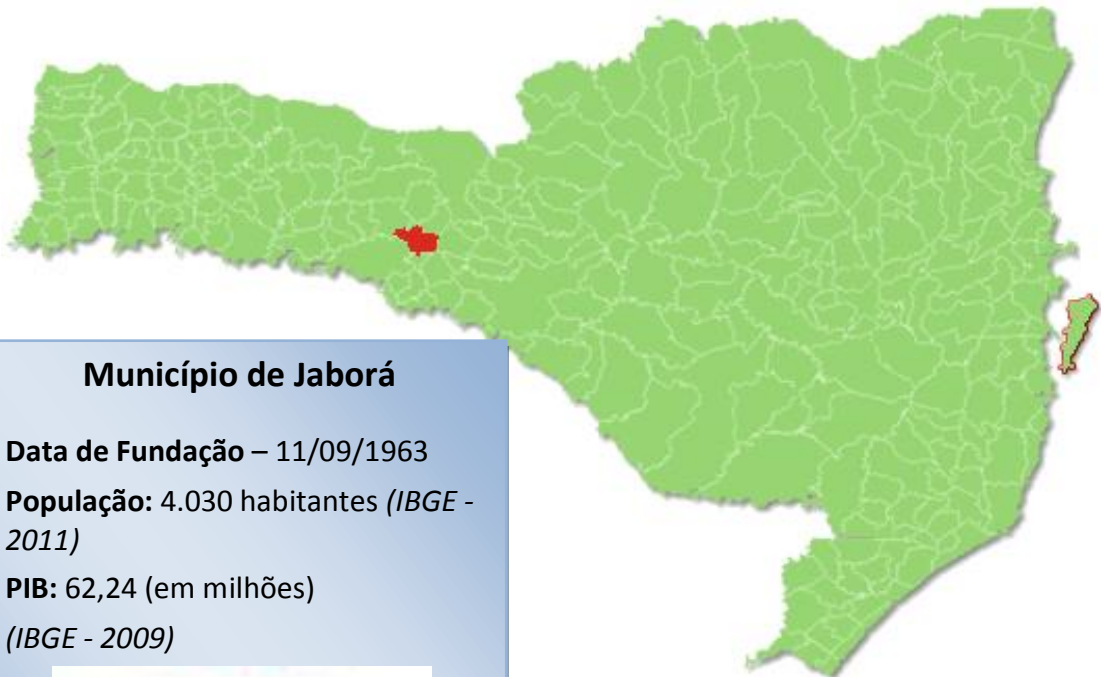 Município de Jaborá
Data de Fundação – 11/09/1963
População: 4.030 habitantes (IBGE -
2011)
PIB: 62,24 (em milhões)
(IBGE - 2009)